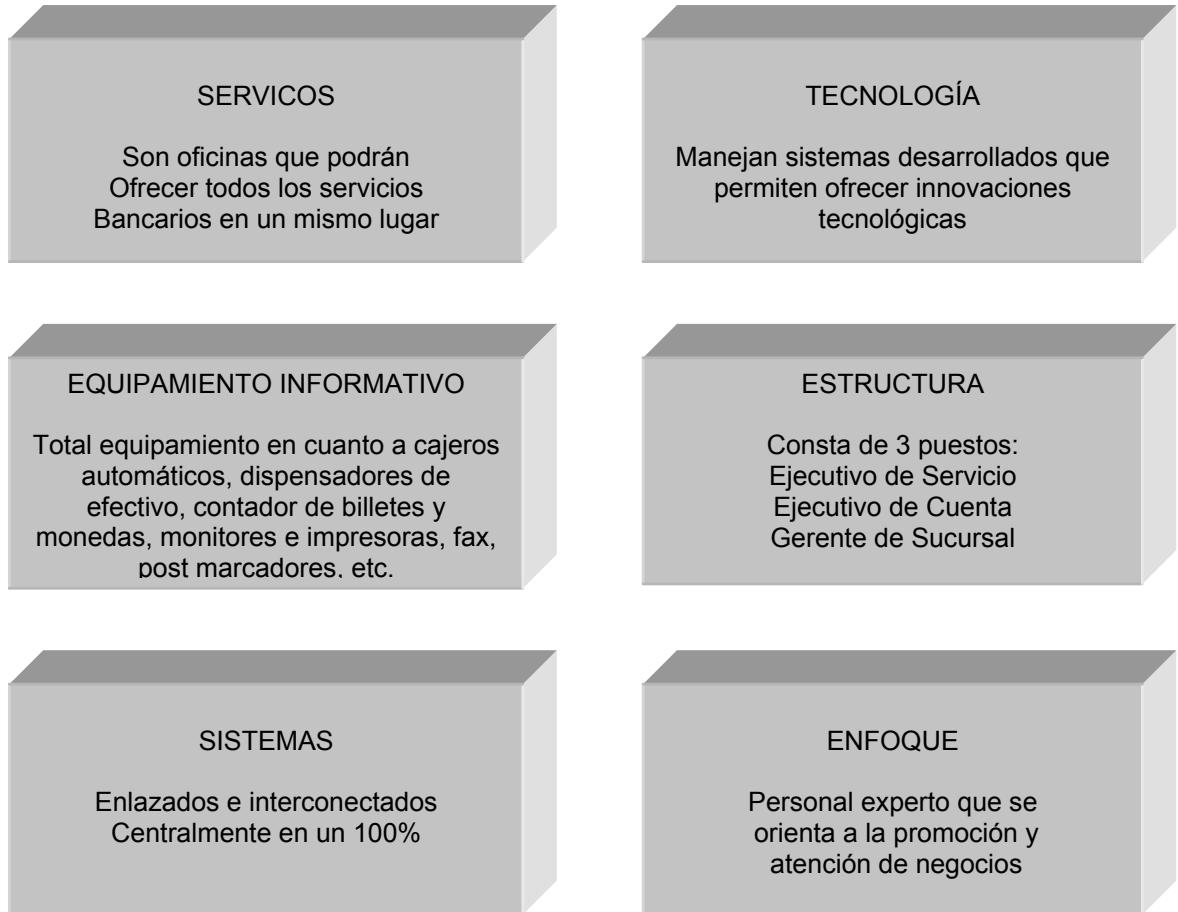 SERVICOS
Son oficinas que podrán
Ofrecer todos los servicios
Bancarios en un mismo lugar
TECNOLOGÍA
Manejan sistemas desarrollados que
permiten ofrecer innovaciones
tecnológicas
EQUIPAMIENTO INFORMATIVO
Total equipamiento en cuanto a cajeros
automáticos, dispensadores de
efectivo, contador de billetes y
monedas, monitores e impresoras, fax,
post marcadores, etc.
ESTRUCTURA
Consta de 3 puestos:
Ejecutivo de Servicio
Ejecutivo de Cuenta
Gerente de Sucursal
SISTEMAS
Enlazados e interconectados
Centralmente en un 100%
ENFOQUE
Personal experto que se
orienta a la promoción y
atención de negocios